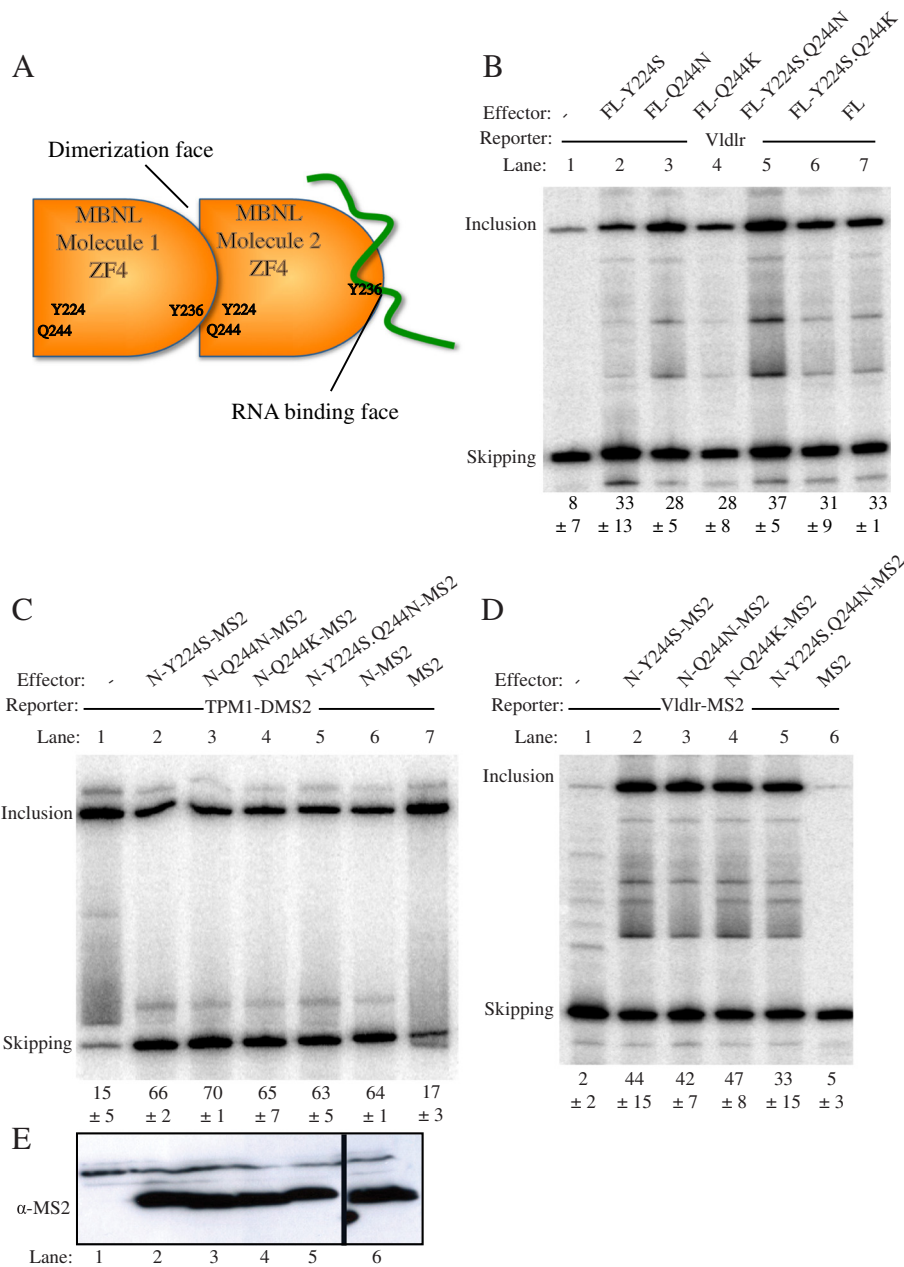 A
Dimerization face
MBNL
Molecule 1
ZF4
MBNL
Molecule 2
ZF4
Y224
Q244
Y236
Y224
Q244
Y236
RNA binding face
B
Effector: - FL-Y224S FL-Q244N FL-Q244K FL-Y224S.Q244N FL-Y224S.Q244K FL
Reporter: Vldlr
Lane: 1 2 3 4 5 6 7
Inclusion
Skipping
8 33 28 28 37 31 33
± 7 ± 13 ± 5 ± 8 ± 5 ± 9 ± 1
C
Effector: - N-Y224S-MS2 N-Q244N-MS2 N-Q244K-MS2 N-Y224S.Q244N-MS2 N-MS2 MS2
Reporter: TPM1-DMS2
Lane: 1 2 3 4 5 6 7
Inclusion
Skipping
15 66 70 65 63 64 17
± 5 ± 2 ± 1 ± 7 ± 5 ± 1 ± 3
D
Effector: - N-Y244S-MS2 N-Q244N-MS2 N-Q244K-MS2 N-Y224S.Q244N-MS2 MS2
Reporter: Vldlr-MS2
Lane: 1 2 3 4 5 6
Inclusion
Skipping
2 44 42 47 33 5
± 2 ± 15 ± 7 ± 8 ± 15 ± 3
E
α-MS2
Lane: 1 2 3 4 5 6